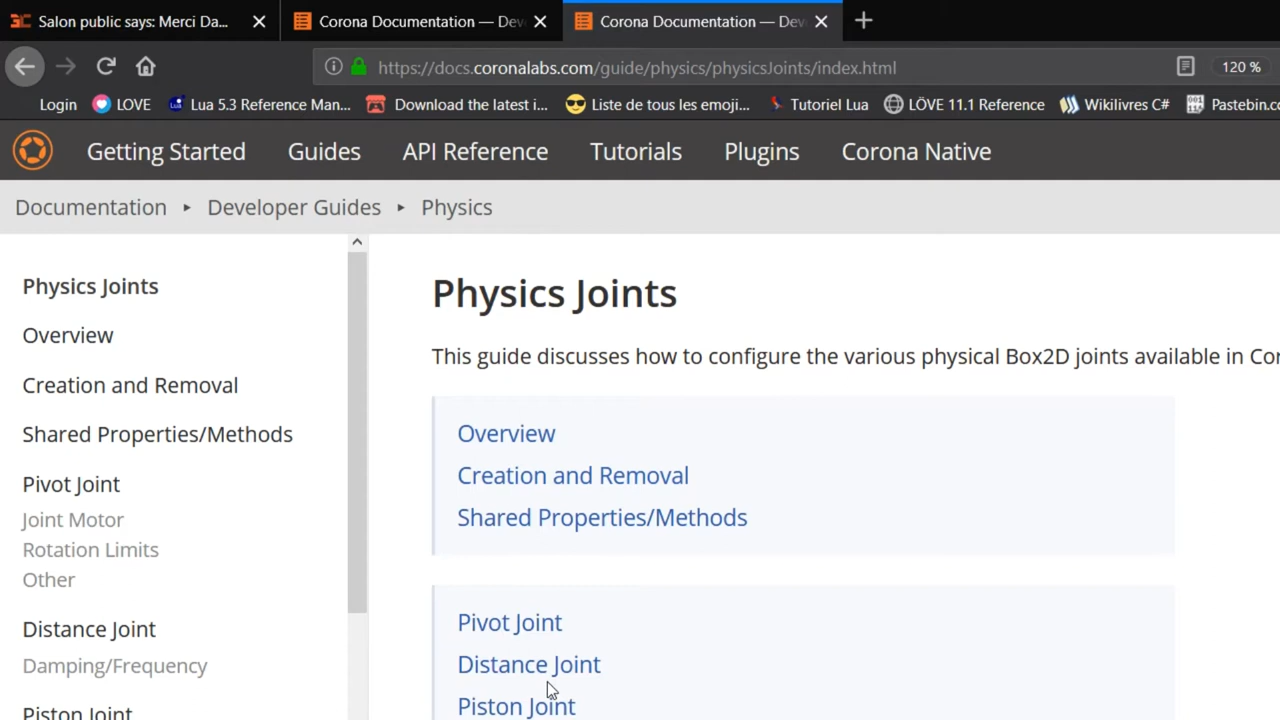 Salon public says: Merci Da...
Corona Documentation — Dev
Corona Documentation — Dev
https://docs.coronalabs.com/guide/physics/physicsJoints/index.html
120 %
Login
LOVE
Lua 5.3 Reference Man...
Download the latest i...
Liste de tous les emoji...
Tutoriel Lua
LÖVE 11.1 Reference
Wikilivres C#
Pastebin.co
Getting Started
Guides
API Reference
Tutorials
Plugins
Corona Native
Documentation
Developer Guides
Physics
Physics Joints
Overview
Creation and Removal
Shared Properties/Methods
Pivot Joint
Joint Motor
Rotation Limits
Other
Distance Joint
Damping/Frequency
Piston Joint
Physics Joints
This guide discusses how to configure the various physical Box2D joints available in Cor
Overview
Creation and Removal
Shared Properties/Methods
Pivot Joint
Distance Joint
Piston Joint